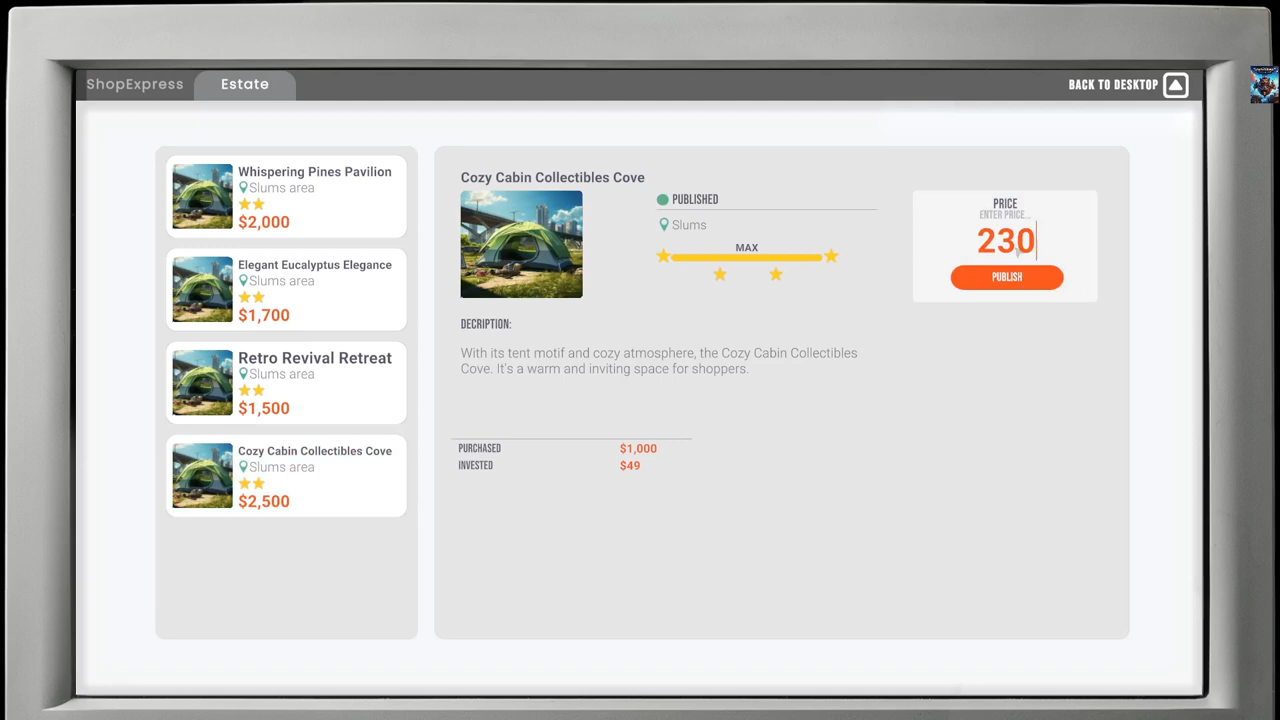 ShopExpress
Estate
BACK TO DESKTOP
Whispering Pines Pavilion
Slums area
$2,000
Elegant Eucalyptus Elegance
Slums area
$1,700
Retro Revival Retreat
Slums area
$1,500
Cozy Cabin Collectibles Cove
Slums area
$2,500
Cozy Cabin Collectibles Cove
PUBLISHED
Slums
MAX
PRICE
ENTER PRICE...
230
PUBLISH
DECRIPTION:
With its tent motif and cozy atmosphere, the Cozy Cabin Collectibles
Cove. It's a warm and inviting space for shoppers.
PURCHASED $1,000
INVESTED $49